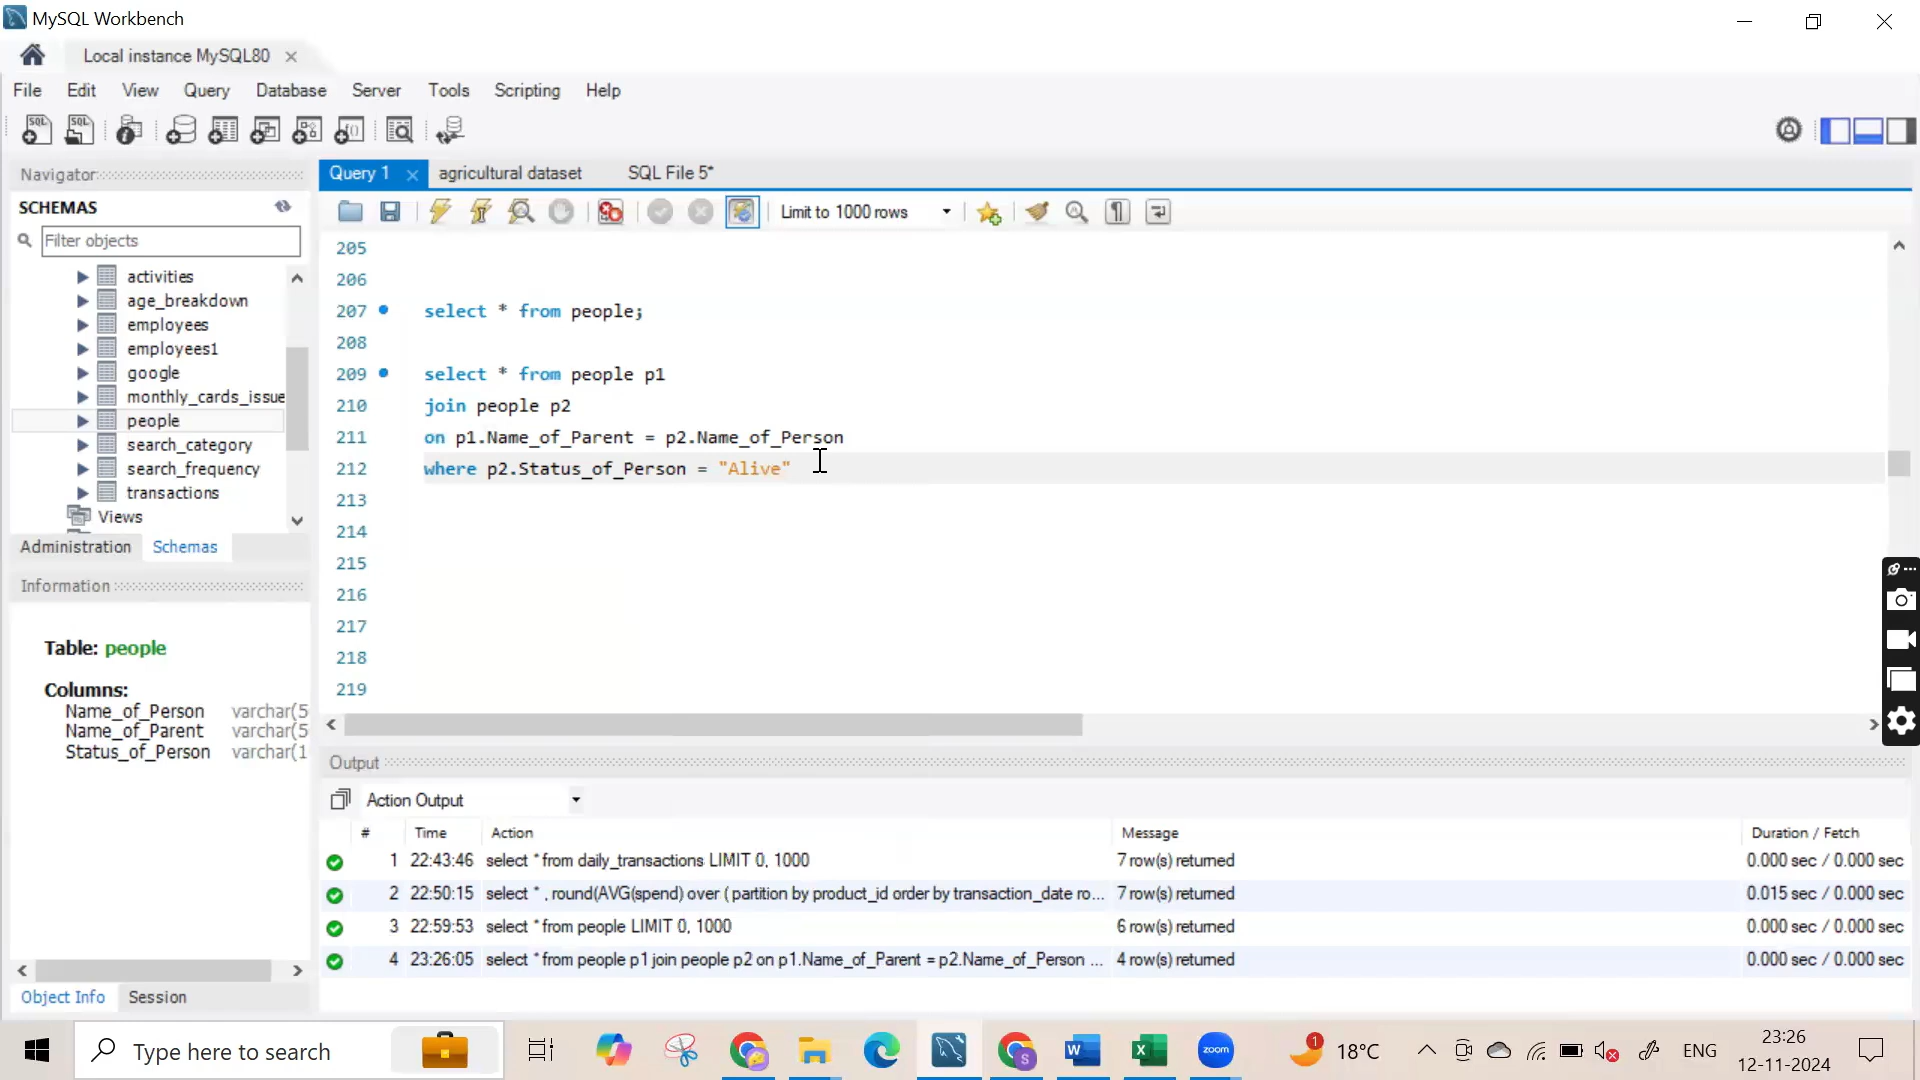 MySQL Workbench
Local instance MySQL80
File Edit View Query Database Server Tools Scripting Help
Navigator
SCHEMAS
Filter objects
activities
age_breakdown
employees
employees1
google
monthly_cards_issue
people
search_category
search_frequency
transactions
Views
Administration Schemas
Information
Table: people
Columns:
Name_of_Person varchar(5
Name_of_Parent varchar(5
Status_of_Person varchar(1
Object Info Session
Query 1 agricultural dataset SQL File 5*
Limit to 1000 rows
205
206
207 select * from people;
208
209 select * from people p1
210 join people p2
211 on p1.Name_of_Parent = p2.Name_of_Person
212 where p2.Status_of_Person = "Alive"
213
214
215
216
217
218
219
Output
Action Output
# Time Action Message Duration / Fetch
1 22:43:46 select * from daily_transactions LIMIT 0, 1000 7 row(s) returned 0.000 sec / 0.000 sec
2 22:50:15 select * , round(AVG(spend) over ( partition by product_id order by transaction_date ro... 7 row(s) returned 0.015 sec / 0.000 sec
3 22:59:53 select * from people LIMIT 0, 1000 6 row(s) returned 0.000 sec / 0.000 sec
4 23:26:05 select * from people p1 join people p2 on p1.Name_of_Parent = p2.Name_of_Person ... 4 row(s) returned 0.000 sec / 0.000 sec
Type here to search
zoom
1
18°C
ENG
23:26
12-11-2024